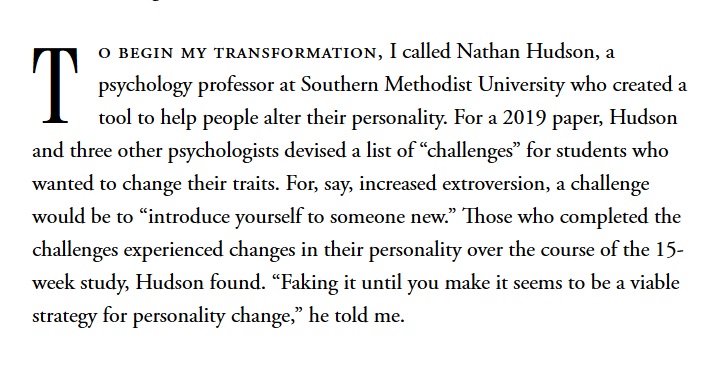 TO BEGIN MY TRANSFORMATION, I called Nathan Hudson, a
psychology professor at Southern Methodist University who created a
tool to help people alter their personality. For a 2019 paper, Hudson
and three other psychologists devised a list of “challenges” for students who
wanted to change their traits. For, say, increased extroversion, a challenge
would be to “introduce yourself to someone new.” Those who completed the
challenges experienced changes in their personality over the course of the 15-
week study, Hudson found. “Faking it until you make it seems to be a viable
strategy for personality change,” he told me.